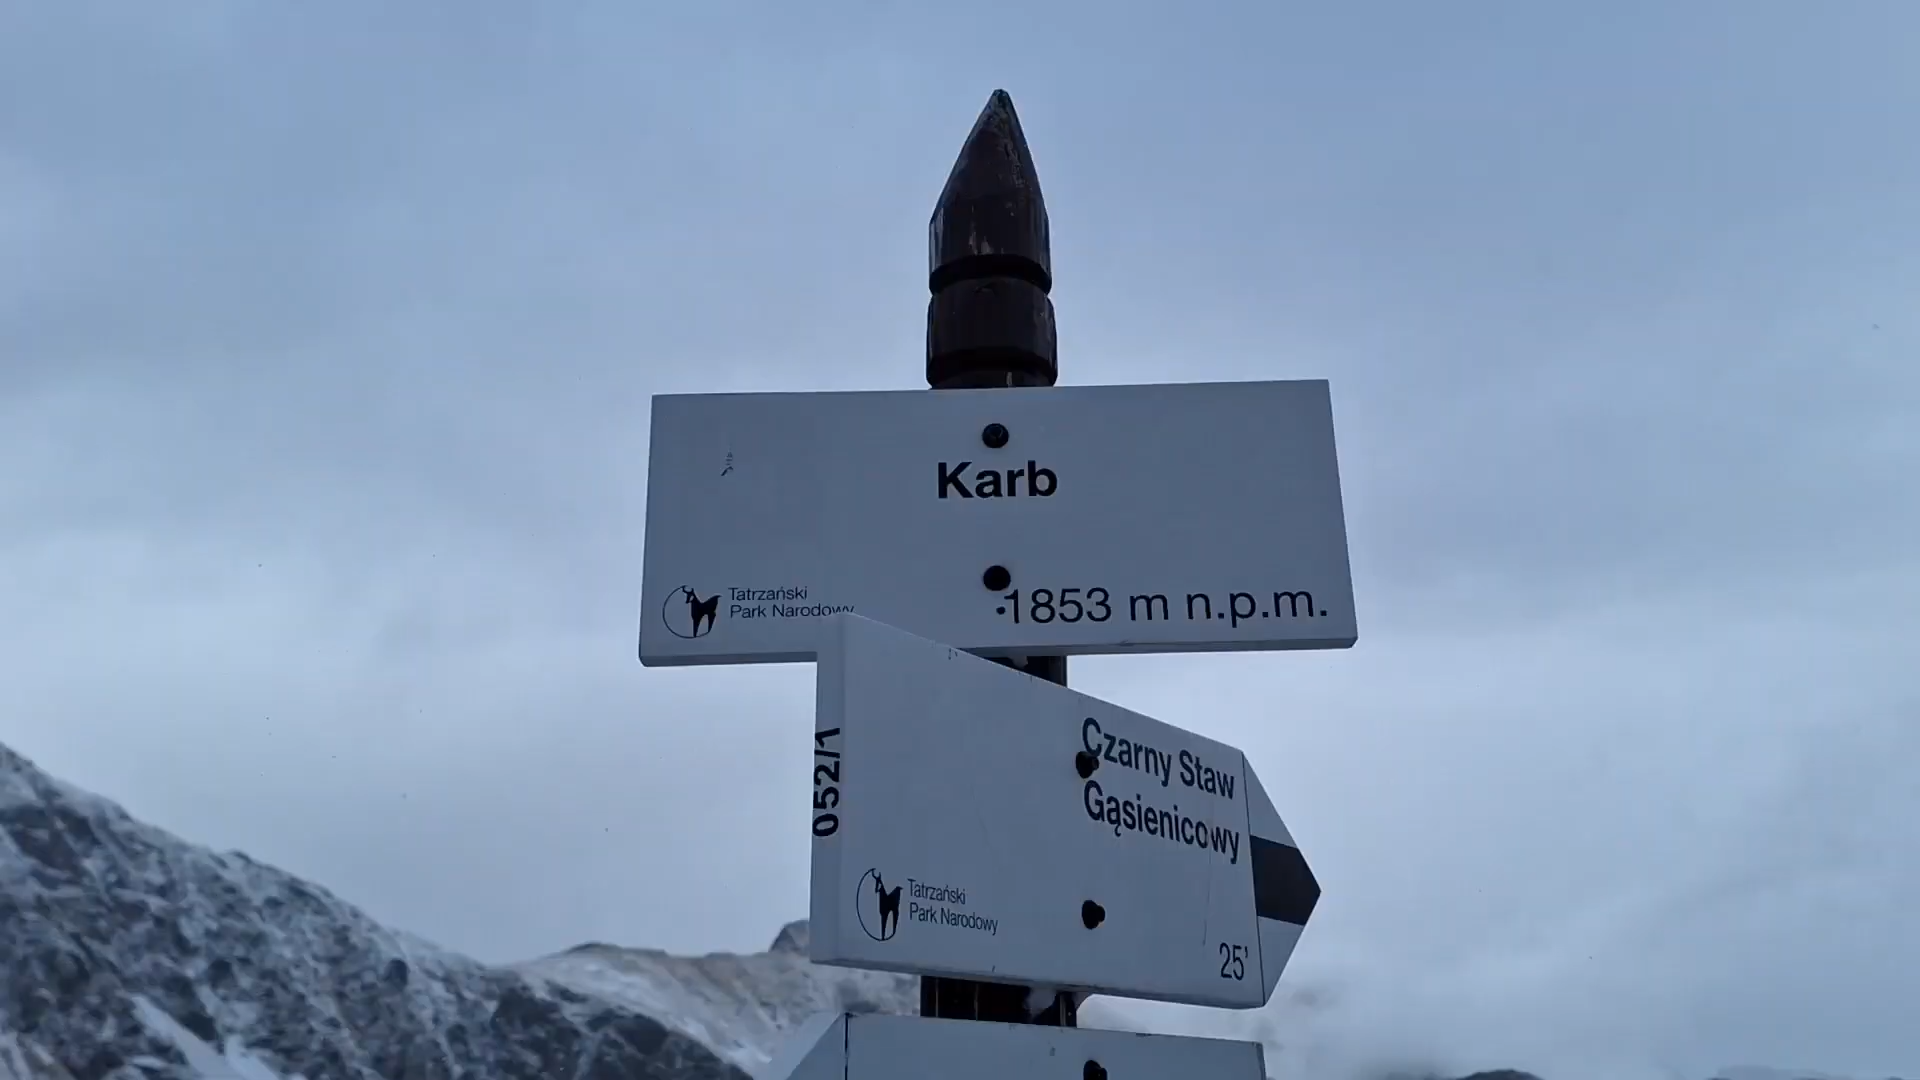 Karb
Tatrzański
Park Narodowy
1853 m n.p.m.
052/1
Czarny Staw
Gąsienicowy
Tatrzański
Park Narodowy
25'